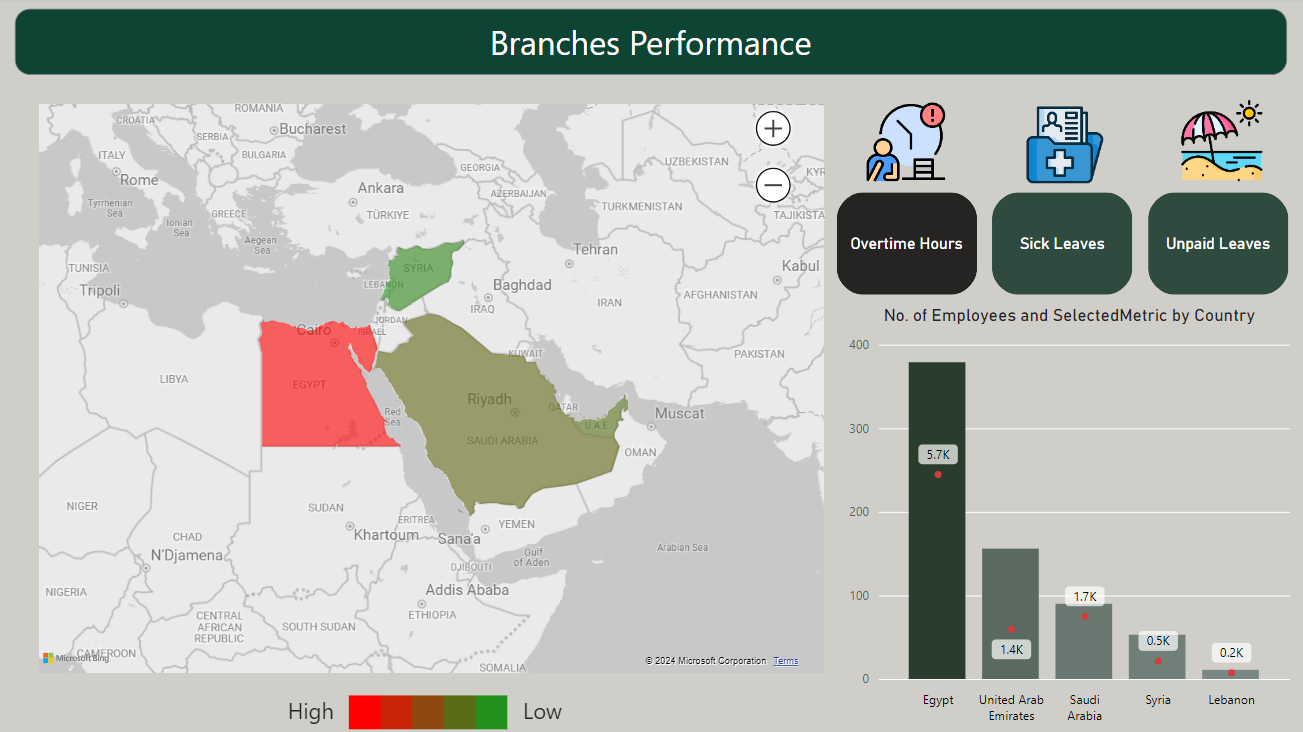 Branches Performance
ROMANIA
CROATIA
Bucharest
SERBIA
ITALY
BULGARIA
GEORGIA
UZBEKISTAN
KYR
Rome
Ankara
AZERBAIJAN
Tyrrhenian
Sea
TÜRKIYE
TURKMENISTAN
TAJIKISTA
GREECE
Ionian
Sea
Aegean
Sea
Tehran
TUNISIA
SYRIA
Kabul
Tripoli
LEBANON
Baghdad
AFGHANISTAN
IRAQ
IRAN
JORDAN
Cairo
ISRAEL
KUWAIT
PAKISTAN
LIBYA
EGYPT
Riyadh
QATAR
Muscat
Red
Sea
U.A.E.
SAUDI ARABIA
OMAN
NIGER
SUDAN
ERITREA
YEMEN
CHAD
Khartoum
Sana'a
Arabian Sea
N'Djamena
Gulf
of Aden
DJIBOUTI
NIGERIA
Addis Ababa
CENTRAL
AFRICAN
REPUBLIC
SOUTH SUDAN
ETHIOPIA
CAMEROON
SOMALIA
Microsoft Bing
© 2024 Microsoft Corporation Terms
High
Low
Overtime Hours
Sick Leaves
Unpaid Leaves
No. of Employees and SelectedMetric by Country
400
300
200
100
0
5.7K
1.4K
1.7K
0.5K
0.2K
Egypt
United Arab
Emirates
Saudi
Arabia
Syria
Lebanon